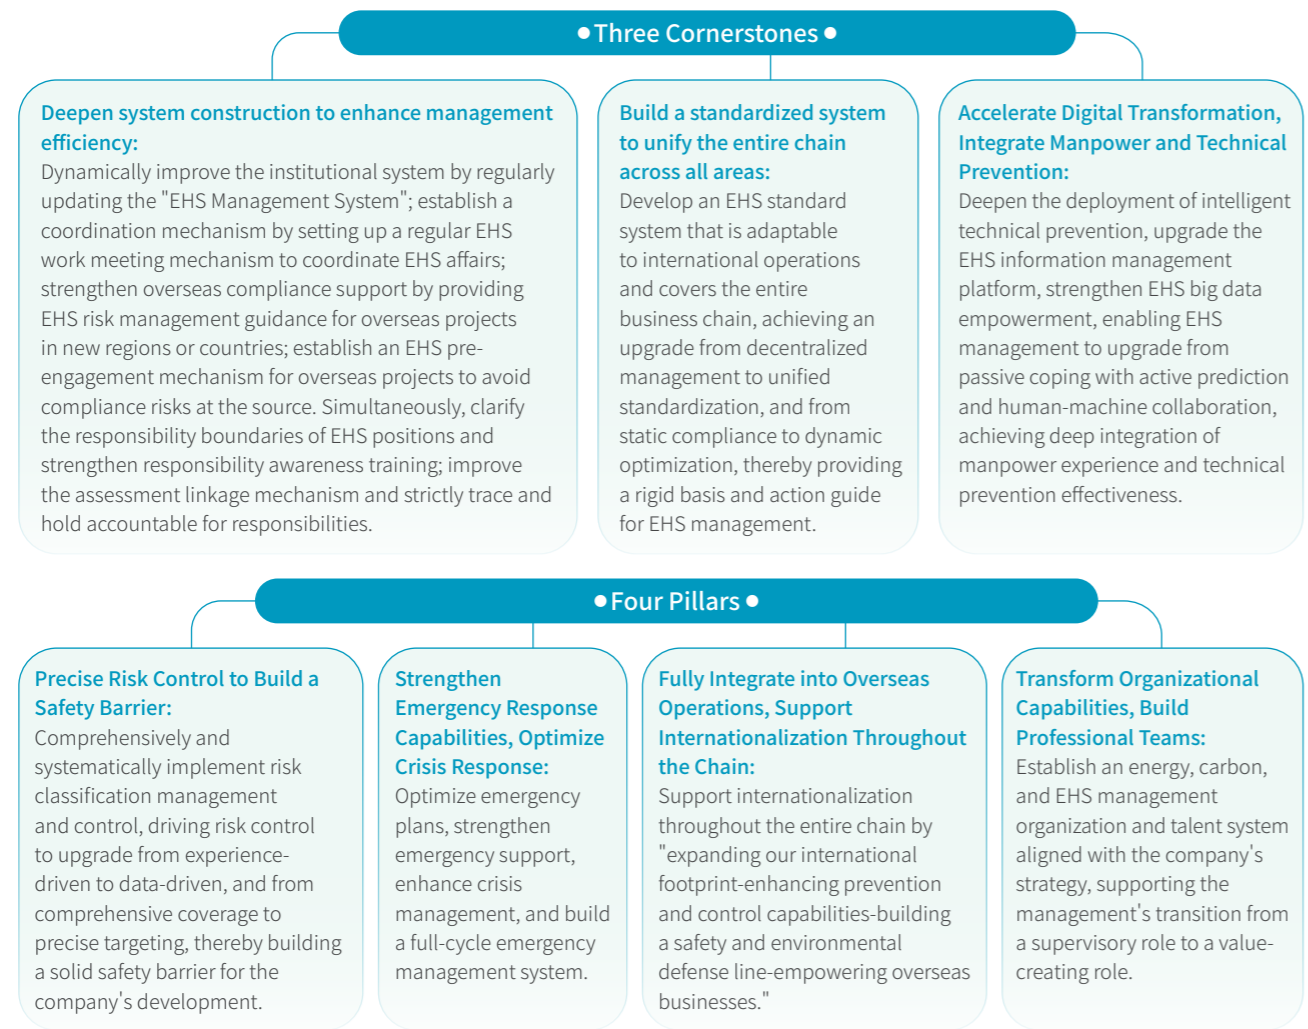 ●Three Cornerstones●
Deepen system construction to enhance management
efficiency:
Dynamically improve the institutional system by regularly
updating the "EHS Management System"; establish a
coordination mechanism by setting up a regular EHS
work meeting mechanism to coordinate EHS affairs;
strengthen overseas compliance support by providing
EHS risk management guidance for overseas projects
in new regions or countries; establish an EHS pre-
engagement mechanism for overseas projects to avoid
compliance risks at the source. Simultaneously, clarify
the responsibility boundaries of EHS positions and
strengthen responsibility awareness training; improve
the assessment linkage mechanism and strictly trace and
hold accountable for responsibilities.
Build a standardized system
to unify the entire chain
across all areas:
Develop an EHS standard
system that is adaptable
to international operations
and covers the entire
business chain, achieving an
upgrade from decentralized
management to unified
standardization, and from
static compliance to dynamic
optimization, thereby providing
a rigid basis and action guide
for EHS management.
Accelerate Digital Transformation,
Integrate Manpower and Technical
Prevention:
Deepen the deployment of intelligent
technical prevention, upgrade the
EHS information management
platform, strengthen EHS big data
empowerment, enabling EHS
management to upgrade from
passive coping with active prediction
and human-machine collaboration,
achieving deep integration of
manpower experience and technical
prevention effectiveness.
●Four Pillars●
Precise Risk Control to Build a
Safety Barrier:
Comprehensively and
systematically implement risk
classification management
and control, driving risk control
to upgrade from experience-
driven to data-driven, and from
comprehensive coverage to
precise targeting, thereby building
a solid safety barrier for the
company's development.
Strengthen
Emergency Response
Capabilities, Optimize
Crisis Response:
Optimize emergency
plans, strengthen
emergency support,
enhance crisis
management, and build
a full-cycle emergency
management system.
Fully Integrate into Overseas
Operations, Support
Internationalization Throughout
the Chain:
Support internationalization
throughout the entire chain by
"expanding our international
footprint-enhancing prevention
and control capabilities-building
a safety and environmental
defense line-empowering overseas
businesses."
Transform Organizational
Capabilities, Build
Professional Teams:
Establish an energy, carbon,
and EHS management
organization and talent system
aligned with the company's
strategy, supporting the
management's transition from
a supervisory role to a value-
creating role.